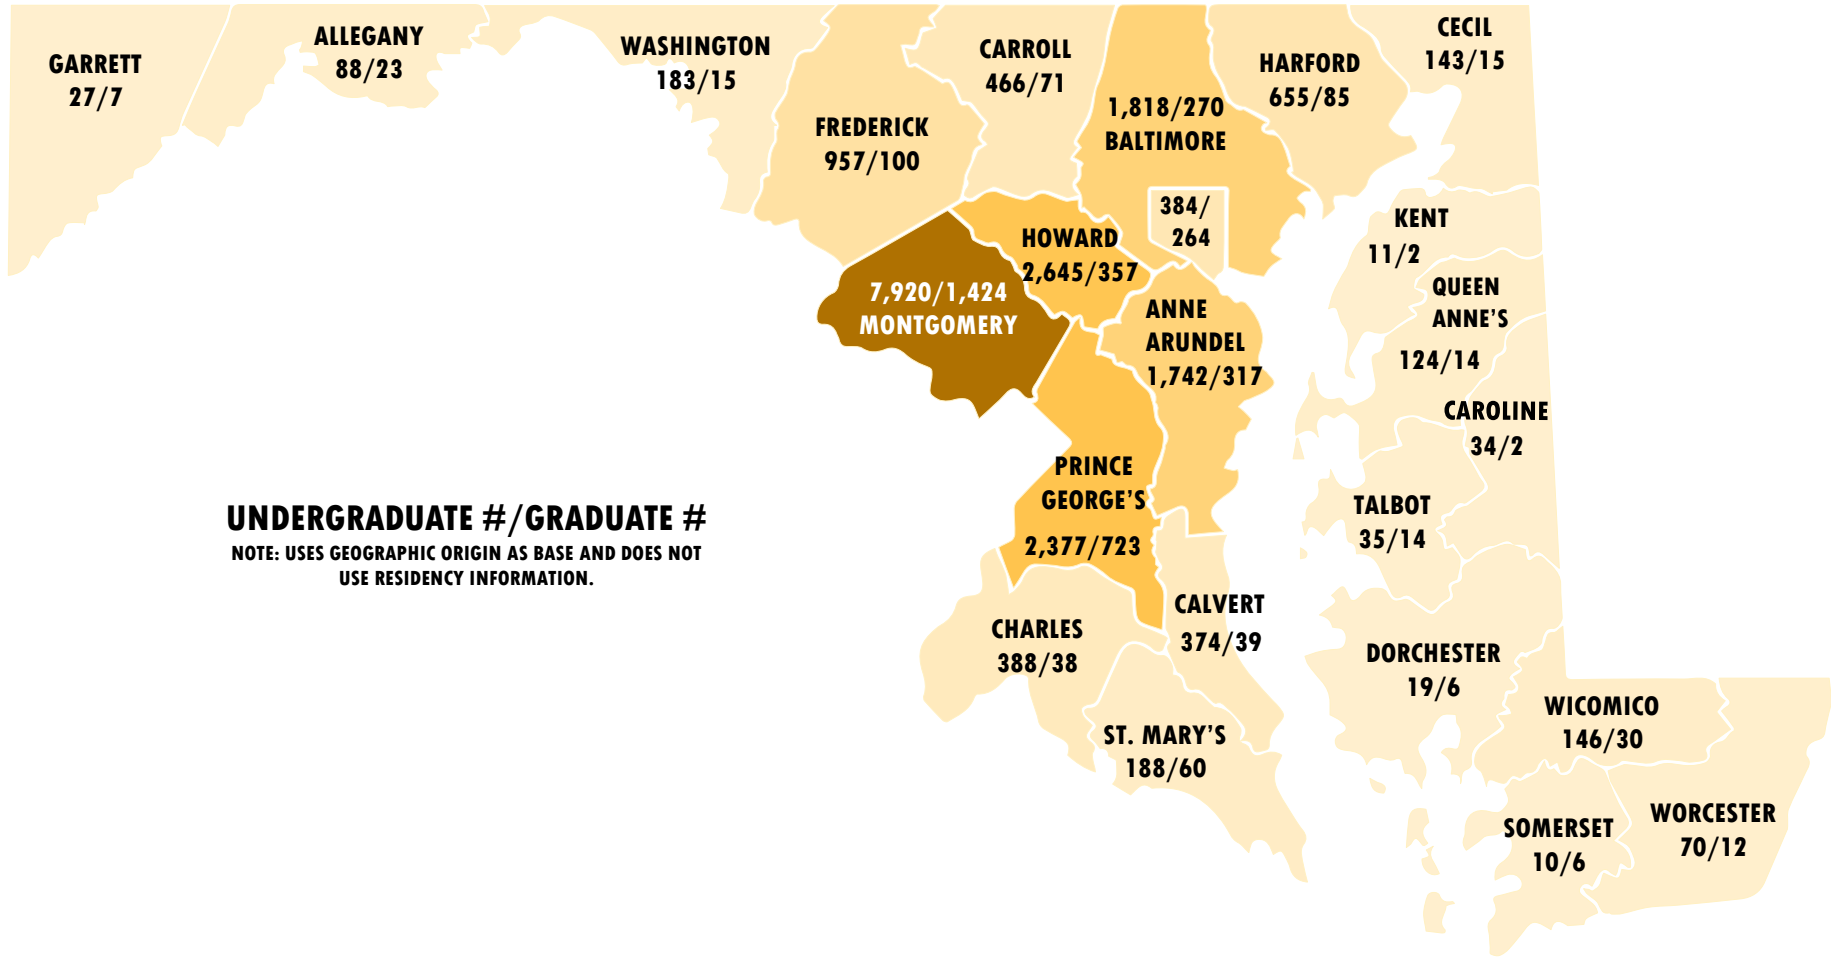 GARRETT
27/7
ALLEGANY
88/23
WASHINGTON
183/15
FREDERICK
957/100
CARROLL
466/71
1,818/270
BALTIMORE
384/
264
HARFORD
655/85
CECIL
143/15
HOWARD
2,645/357
7,920/1,424
MONTGOMERY
ANNE
ARUNDEL
1,742/317
KENT
11/2
QUEEN
ANNE'S
124/14
CAROLINE
34/2
TALBOT
35/14
PRINCE
GEORGE'S
2,377/723
UNDERGRADUATE #/GRADUATE #
NOTE: USES GEOGRAPHIC ORIGIN AS BASE AND DOES NOT
USE RESIDENCY INFORMATION.
CHARLES
388/38
CALVERT
374/39
ST. MARY'S
188/60
DORCHESTER
19/6
WICOMICO
146/30
SOMERSET
10/6
WORCESTER
70/12